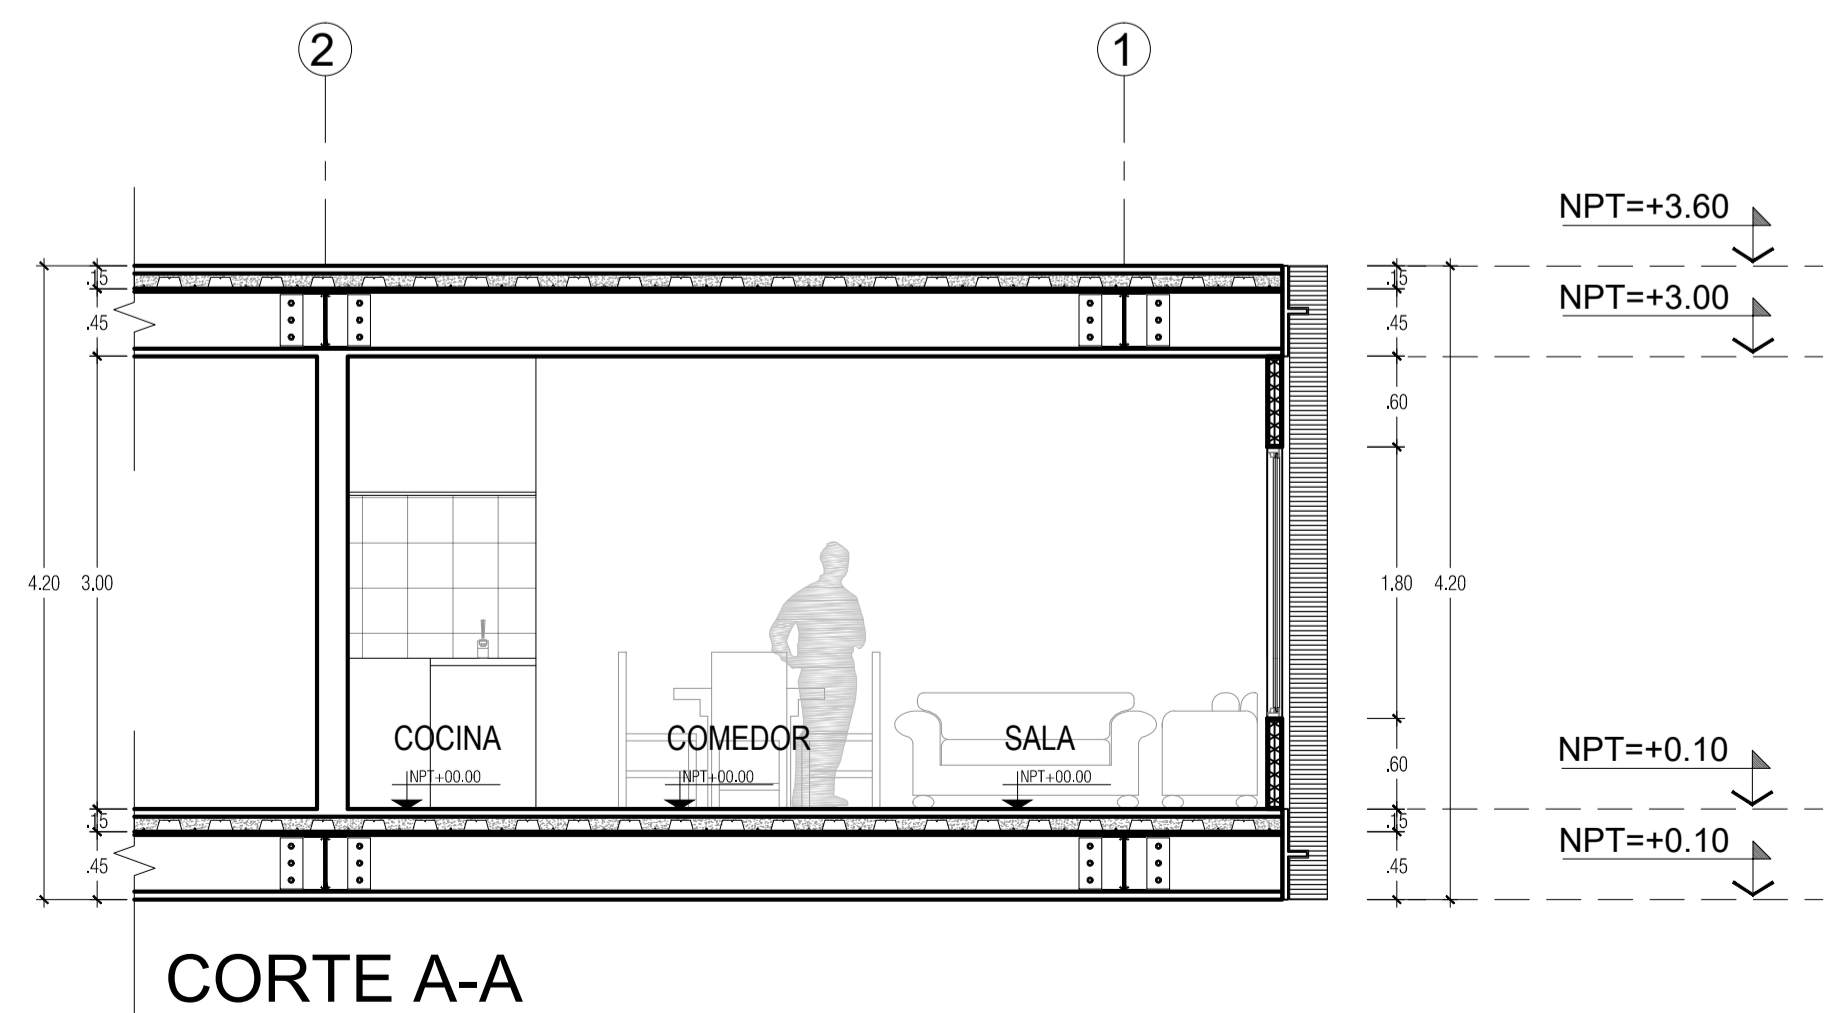 2 1
NPT=+3.60
.15 .15
NPT=+3.00
.45 .45
.60
4.20 3.00 1.80 4.20
COCINA COMEDOR SALA
NPT=+0.10
NPT+00.00 NPT+00.00 NPT+00.00
.60
.15 .15
NPT=+0.10
.45 .45
CORTE A-A